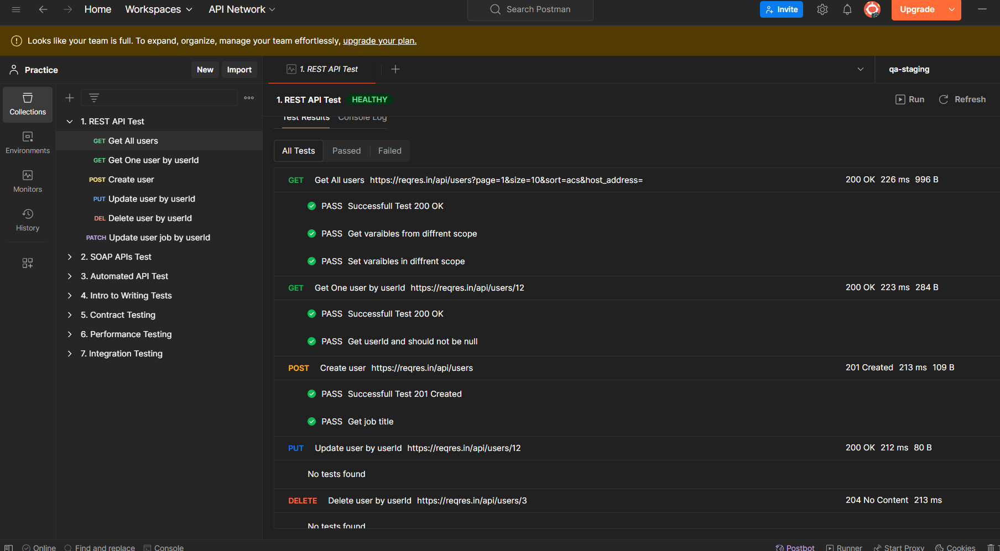 Home Workspaces API Network Search Postman Invite Upgrade
Looks like your team is full. To expand, organize, manage your team effortlessly, upgrade your plan.
Practice New Import
1. REST API Test
qa-staging
1. REST API Test HEALTHY
Run Refresh
Collections
Environments
Monitors
History
1. REST API Test
GET Get All users
GET Get One user by userId
POST Create user
PUT Update user by userId
DEL Delete user by userId
PATCH Update user job by userId
2. SOAP APIs Test
3. Automated API Test
4. Intro to Writing Tests
5. Contract Testing
6. Performance Testing
7. Integration Testing
Test Results Console Log
All Tests Passed Failed
GET Get All users https://reqres.in/api/users?page=1&size=10&sort=acs&host_address= 200 OK 226 ms 996 B
PASS Successfull Test 200 OK
PASS Get varaibles from diffrent scope
PASS Set varaibles in diffrent scope
GET Get One user by userId https://reqres.in/api/users/12 200 OK 223 ms 284 B
PASS Successfull Test 200 OK
PASS Get userId and should not be null
POST Create user https://reqres.in/api/users 201 Created 213 ms 109 B
PASS Successfull Test 201 Created
PASS Get job title
PUT Update user by userId https://reqres.in/api/users/12 200 OK 212 ms 80 B
No tests found
DELETE Delete user by userId https://reqres.in/api/users/3 204 No Content 213 ms
No tests found
Online Find and replace Console Postbot Runner Start Proxy Cookies